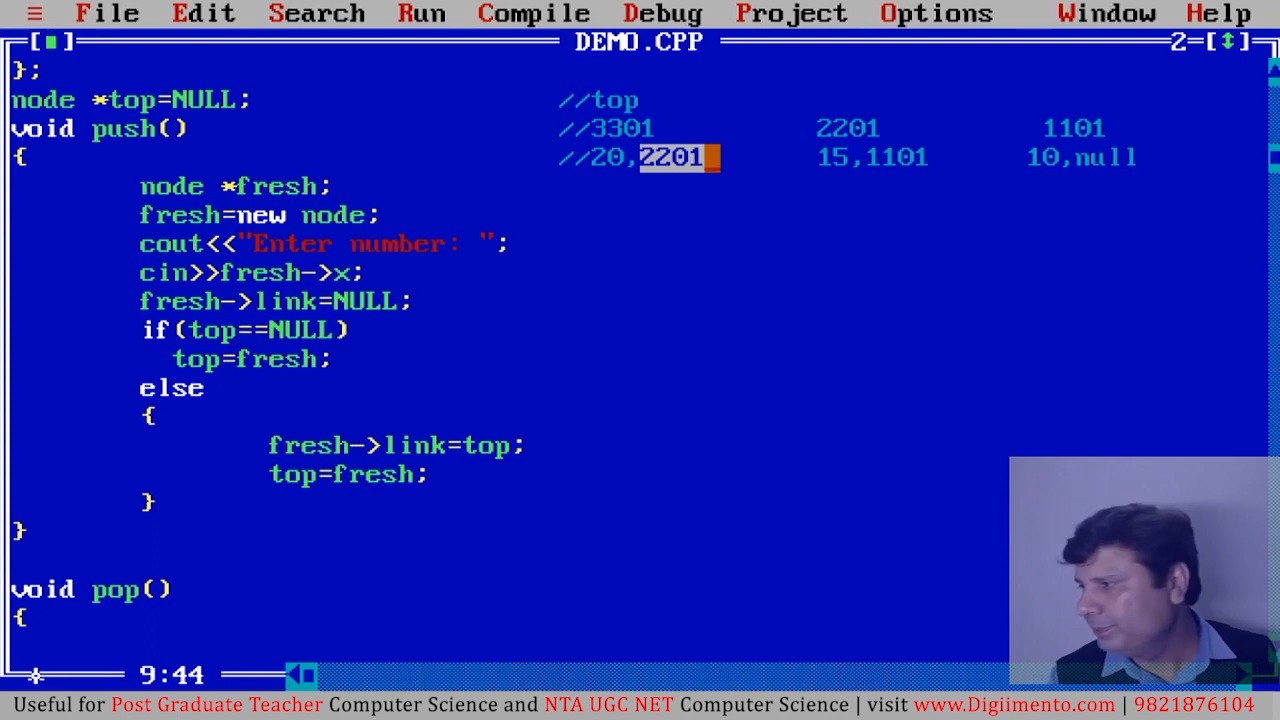 ≡ File Edit Search Run Compile Debug Project Options Window Help
[■] DEMO.CPP 2=[↕]
};
node *top=NULL; //top
void push() //3301 2201 1101
{ //20,2201 15,1101 10,null
node *fresh;
fresh=new node;
cout<<"Enter number: ";
cin>>fresh->x;
fresh->link=NULL;
if(top==NULL)
top=fresh;
else
{
fresh->link=top;
top=fresh;
}
}
void pop()
{
9:44
Useful for Post Graduate Teacher Computer Science and NTA UGC NET Computer Science | visit www.Digiimento.com | 9821876104